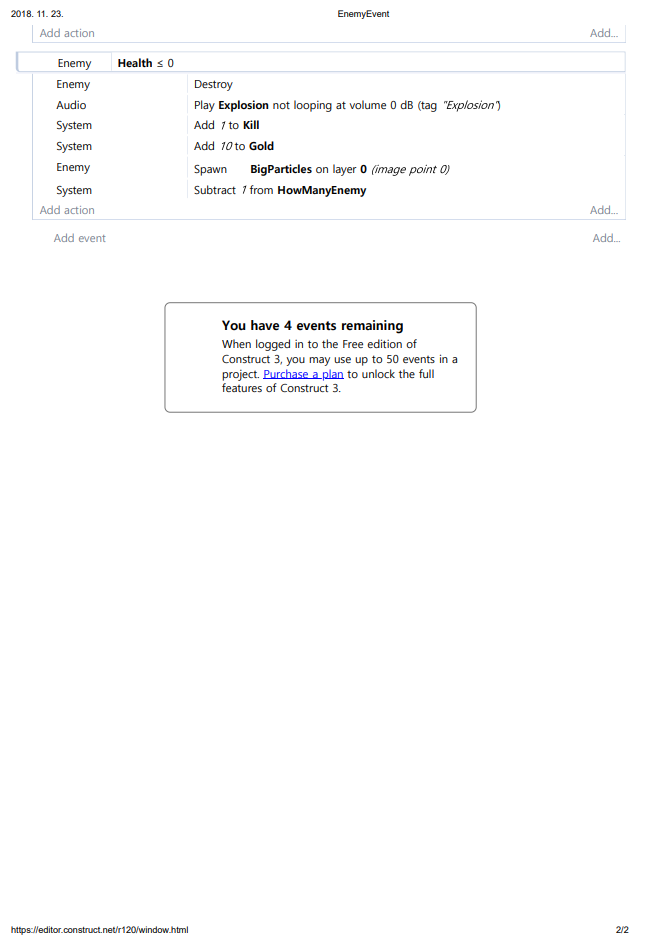 2018. 11. 23. EnemyEvent
Add action Add...
Enemy Health ≤ 0
Enemy Destroy
Audio Play Explosion not looping at volume 0 dB (tag "Explosion")
System Add 1 to Kill
System Add 10 to Gold
Enemy Spawn BigParticles on layer 0 (image point 0)
System Subtract 1 from HowManyEnemy
Add action Add...
Add event Add...
You have 4 events remaining
When logged in to the Free edition of
Construct 3, you may use up to 50 events in a
project. Purchase a plan to unlock the full
features of Construct 3.
https://editor.construct.net/r120/window.html 2/2